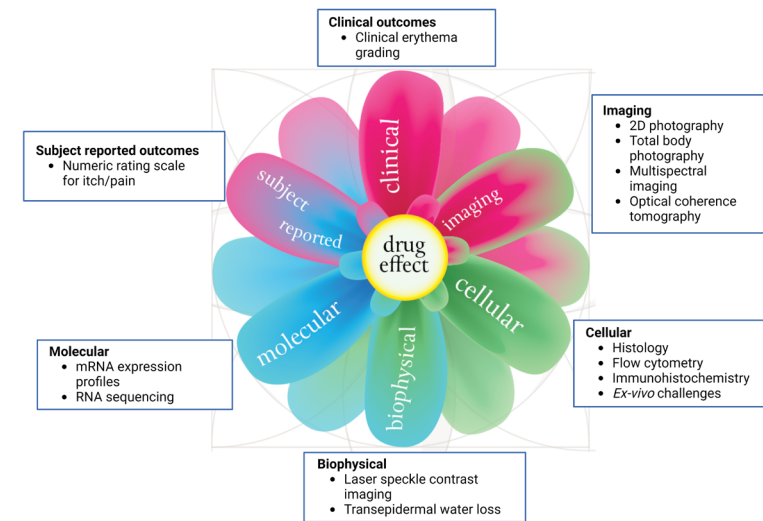 Clinical outcomes
• Clinical erythema
grading
Imaging
• 2D photography
• Total body
photography
• Multispectral
imaging
• Optical coherence
tomography
Subject reported outcomes
• Numeric rating scale
for itch/pain
clinical
imaging
subject
reported
drug
effect
cellular
molecular
biophysical
Cellular
• Histology
• Flow cytometry
• Immunohistochemistry
• Ex-vivo challenges
Molecular
• mRNA expression
profiles
• RNA sequencing
Biophysical
• Laser speckle contrast
imaging
• Transepidermal water loss